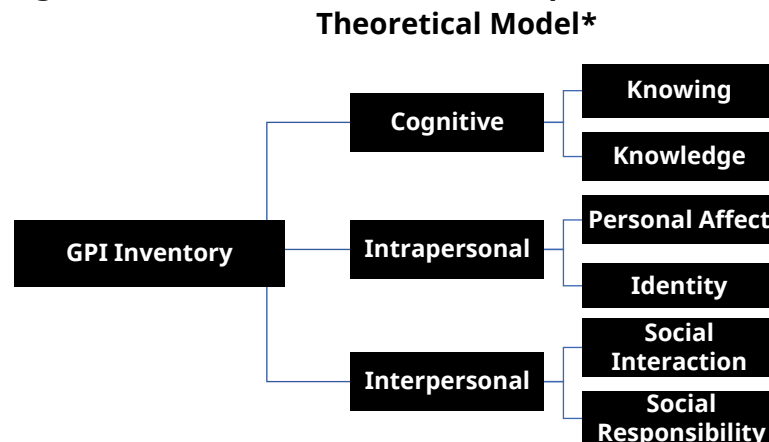 Theoretical Model*
Knowing
Cognitive
Knowledge
GPI Inventory
Personal Affect
Intrapersonal
Identity
Social
Interaction
Interpersonal
Social
Responsibility